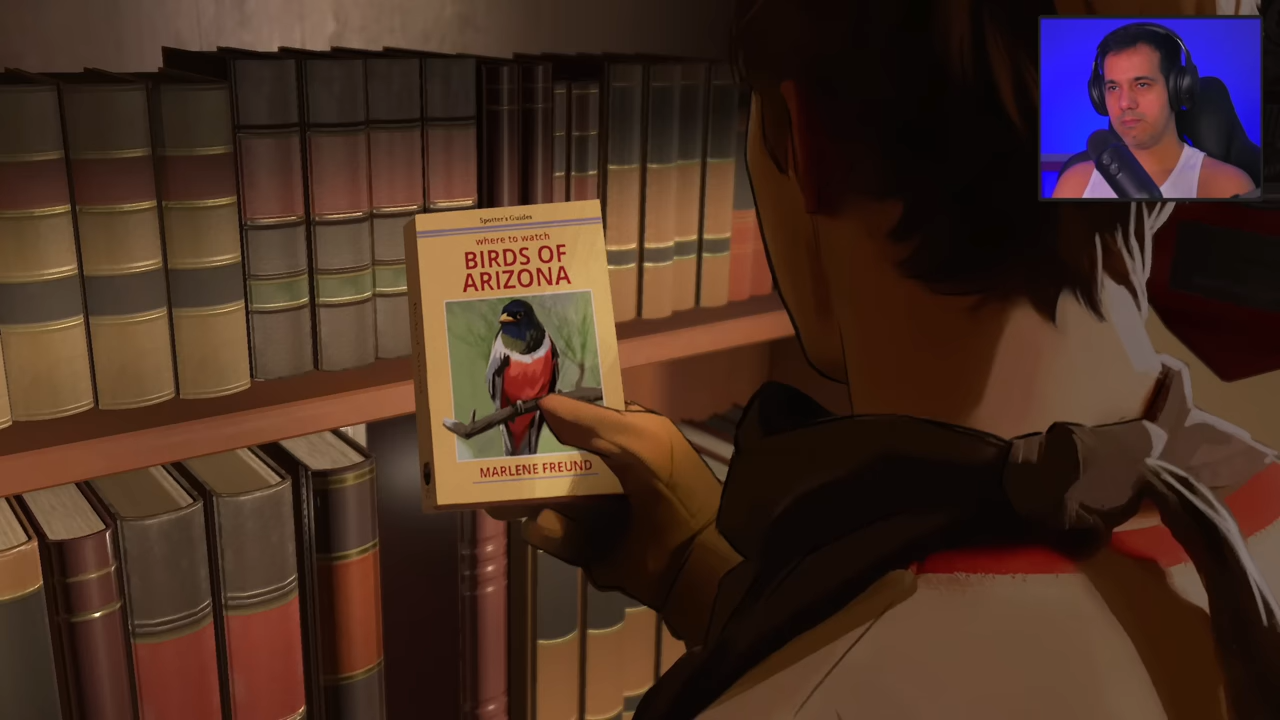 Spotter's Guides
where to watch
BIRDS OF
ARIZONA
MARLENE FREUND